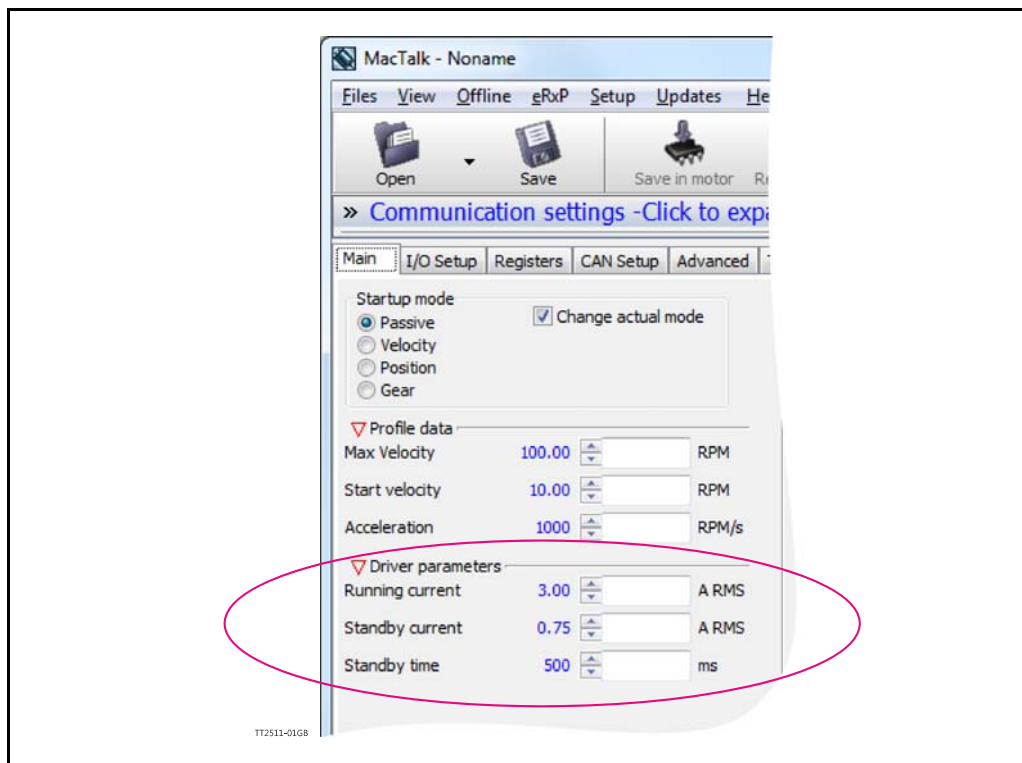 MacTalk - Noname
Files View Offline eRxP Setup Updates He
Open Save Save in motor R
» Communication settings -Click to expa
Main I/O Setup Registers CAN Setup Advanced
Startup mode
Passive Change actual mode
Velocity
Position
Gear
Profile data
Max Velocity 100.00 RPM
Start velocity 10.00 RPM
Acceleration 1000 RPM/s
Driver parameters
Running current 3.00 A RMS
Standby current 0.75 A RMS
Standby time 500 ms
TT2511-01GB